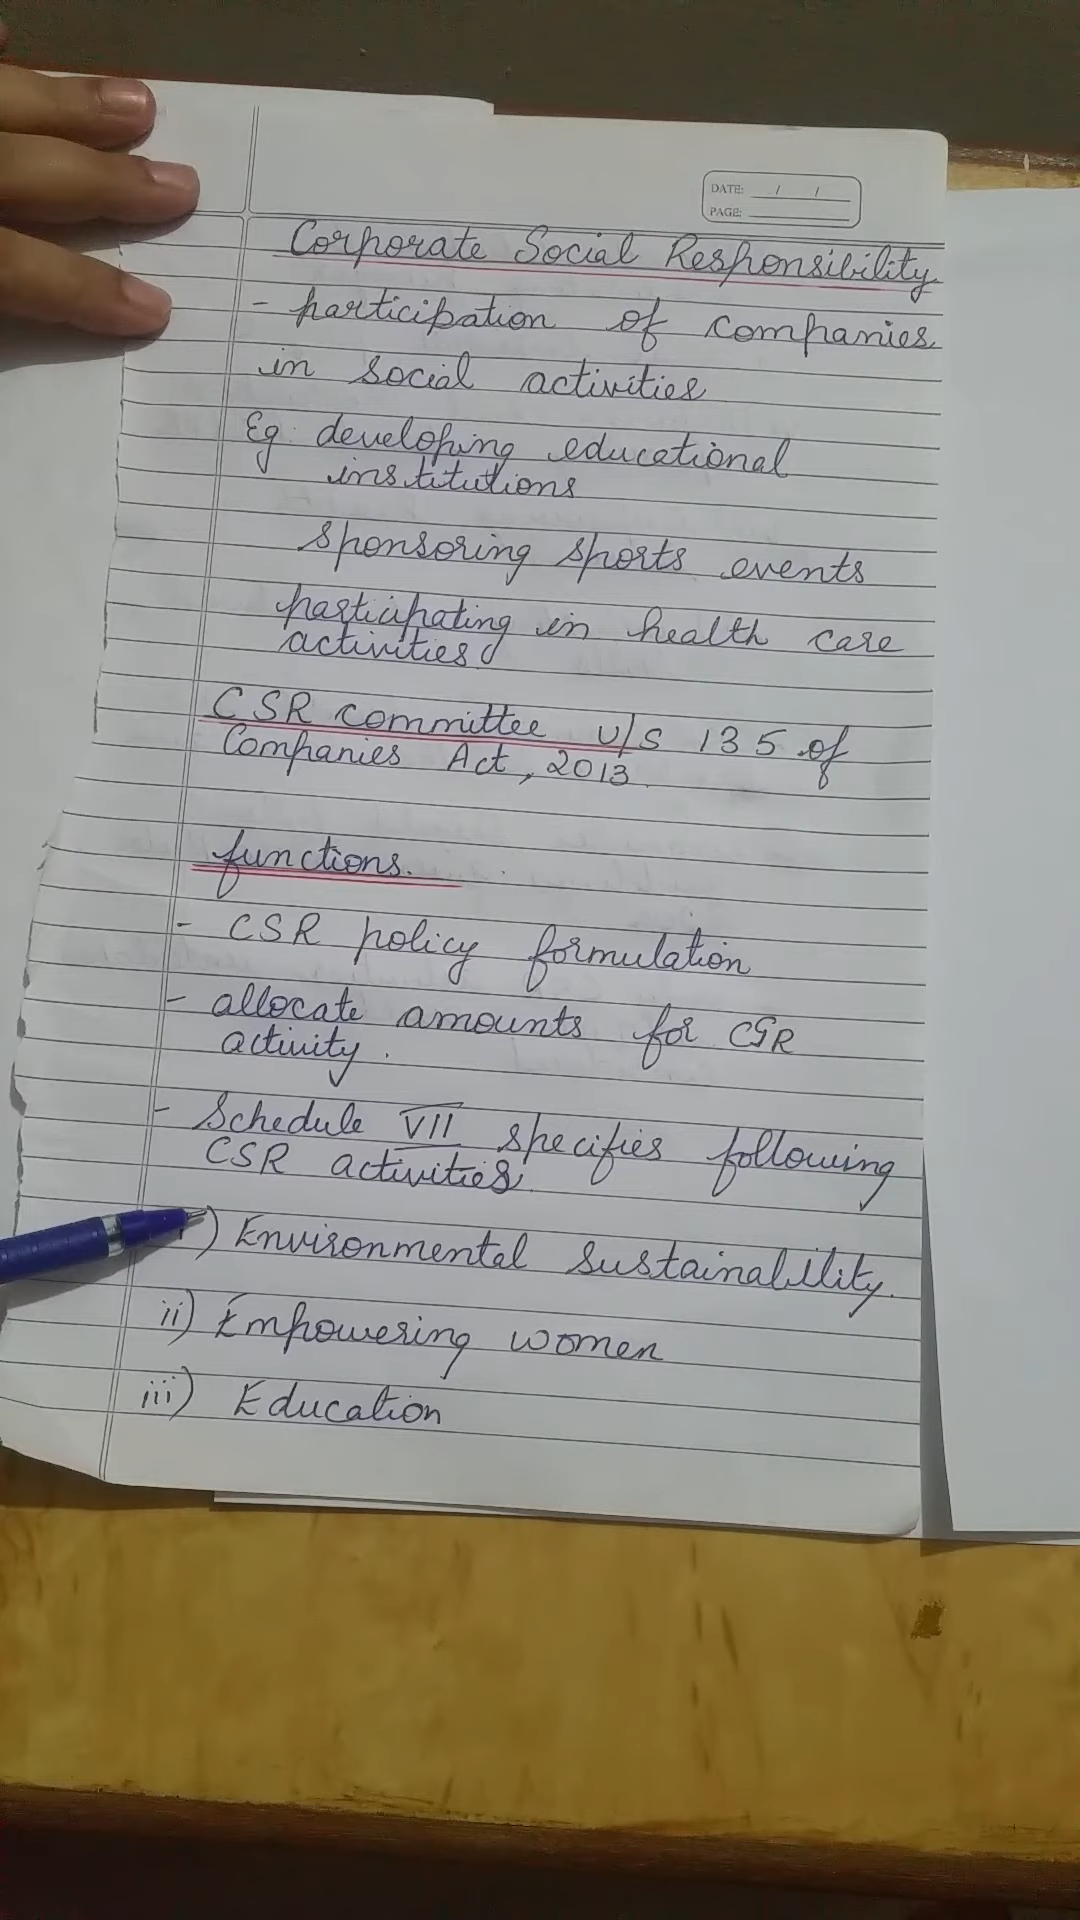 DATE: / /
PAGE:
Corporate Social Responsibility
- participation of companies
in social activities
Eg. developing educational
institutions
sponsoring sports events
participating in health care
activities
CSR committee u/s 135 of
Companies Act, 2013
functions.
- CSR policy formulation
- allocate amounts for CSR
activity.
- Schedule VII specifies following
CSR activities.
) Environmental Sustainability.
ii) Empowering women
iii) Education